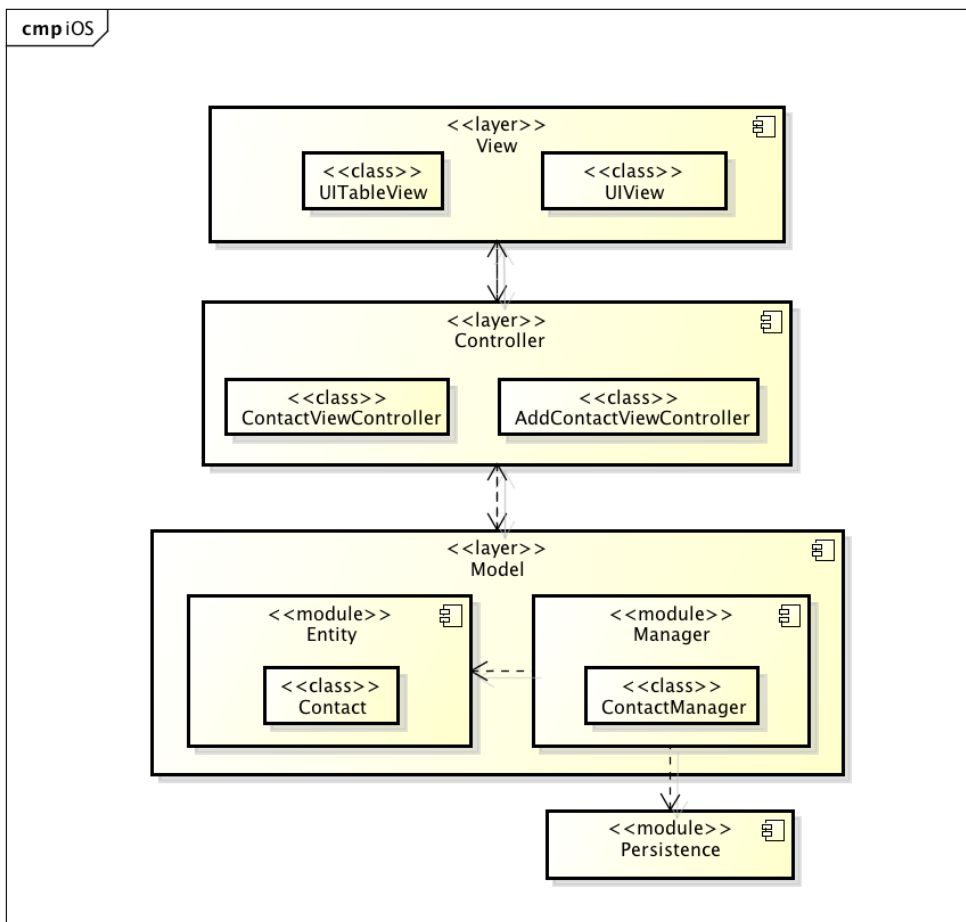 cmp iOS
<<layer>>
View
<<class>>
UITableView
<<class>>
UIView
<<layer>>
Controller
<<class>>
ContactViewController
<<class>>
AddContactViewController
<<layer>>
Model
<<module>>
Entity
<<class>>
Contact
<<module>>
Manager
<<class>>
ContactManager
<<module>>
Persistence